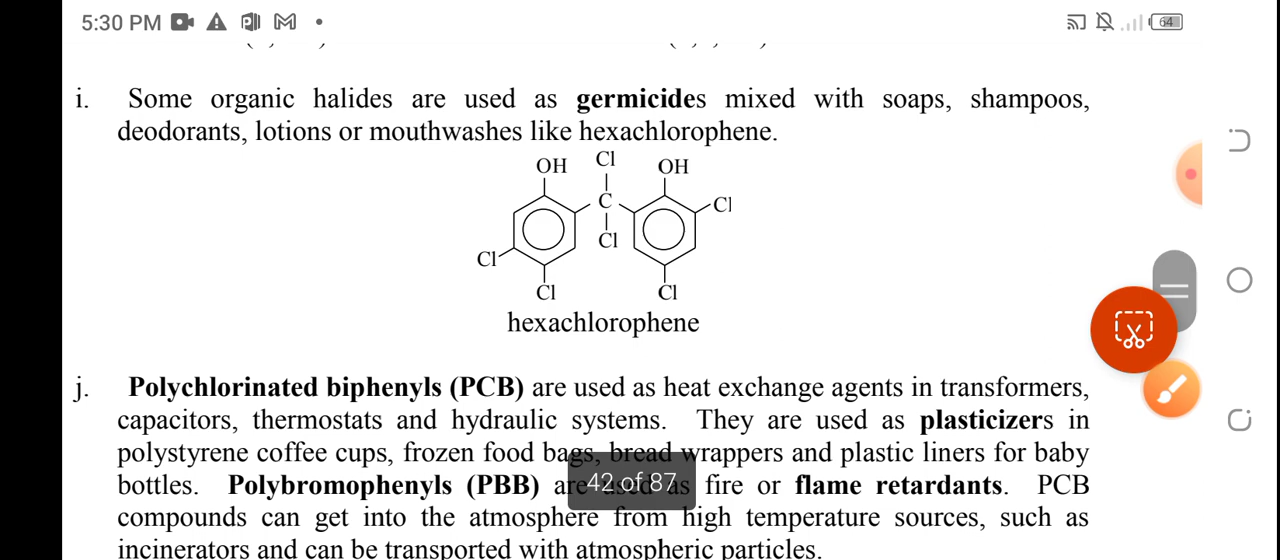 5:30 PM
64
i. Some organic halides are used as germicides mixed with soaps, shampoos,
deodorants, lotions or mouthwashes like hexachlorophene.
OH Cl OH
C Cl
Cl
Cl
Cl Cl
hexachlorophene
j. Polychlorinated biphenyls (PCB) are used as heat exchange agents in transformers,
capacitors, thermostats and hydraulic systems. They are used as plasticizers in
polystyrene coffee cups, frozen food bags, bread wrappers and plastic liners for baby
bottles. Polybromophenyls (PBB) are used as fire or flame retardants. PCB
42 of 87
compounds can get into the atmosphere from high temperature sources, such as
incinerators and can be transported with atmospheric particles.